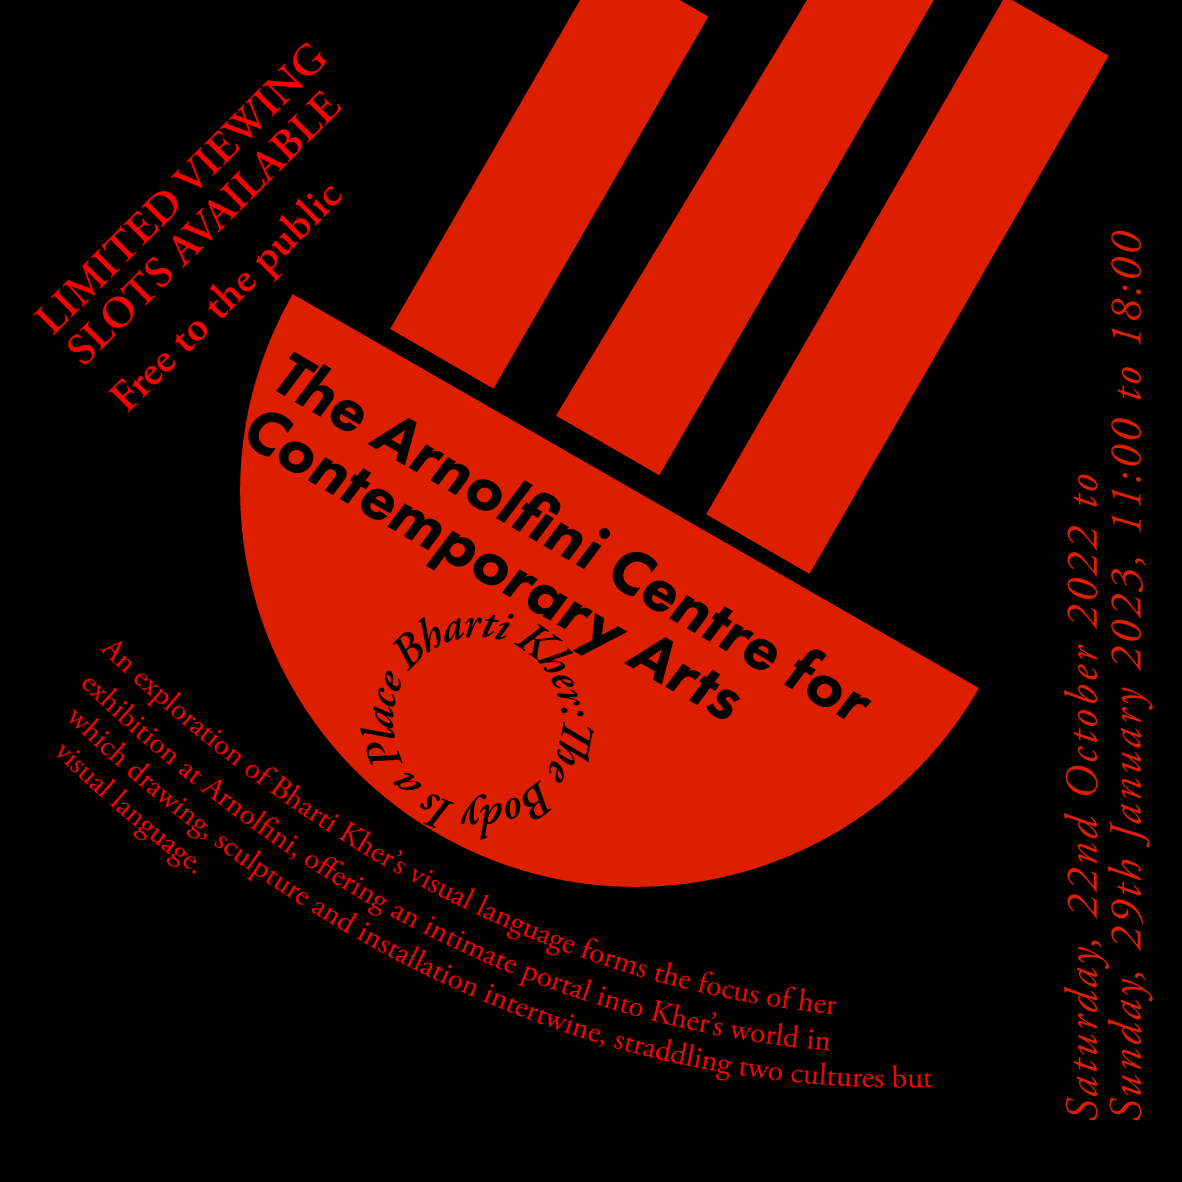 LIMITED VIEWING
SLOTS AVAILABLE
Free to the public
The Arnolfini Centre for
Contemporary Arts
Bharti Kher: The Body Is a Place
An exploration of Bharti Kher’s visual language forms the focus of her
exhibition at Arnolfini, offering an intimate portal into Kher’s world in
which drawing, sculpture and installation intertwine, straddling two cultures but
visual language.
Saturday, 22nd October 2022 to
Sunday, 29th January 2023, 11:00 to 18:00